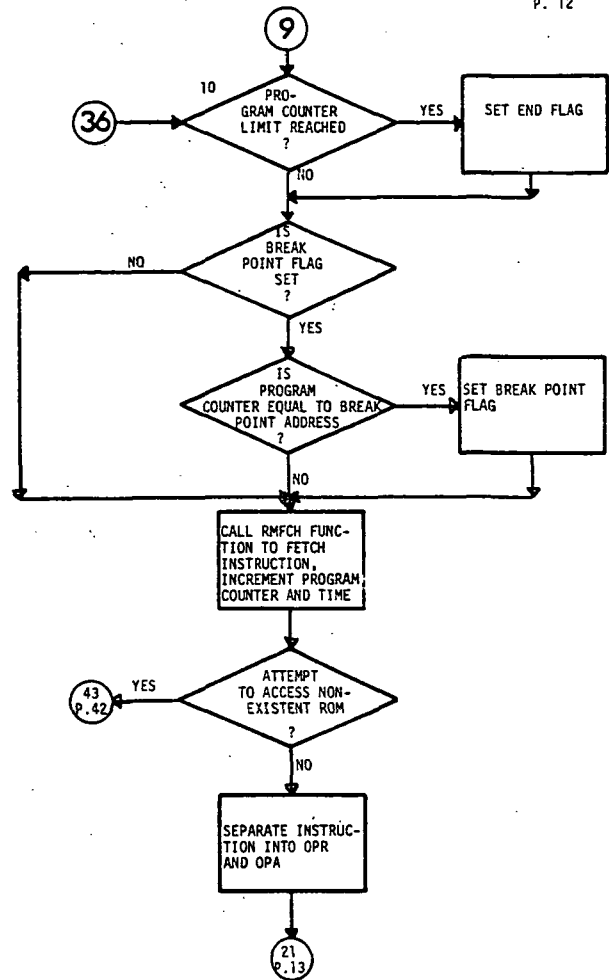 P. 12
9
10
36
PRO-
GRAM COUNTER
LIMIT REACHED
?
YES
SET END FLAG
NO
IS
BREAK
POINT FLAG
SET
?
NO
YES
IS
PROGRAM
COUNTER EQUAL TO BREAK
POINT ADDRESS
?
YES
SET BREAK POINT
FLAG
NO
CALL RMFCH FUNC-
TION TO FETCH
INSTRUCTION,
INCREMENT PROGRAM
COUNTER AND TIME
ATTEMPT
TO ACCESS NON-
EXISTENT ROM
?
YES
43
P.42
NO
SEPARATE INSTRUC-
TION INTO OPR
AND OPA
21
P.13